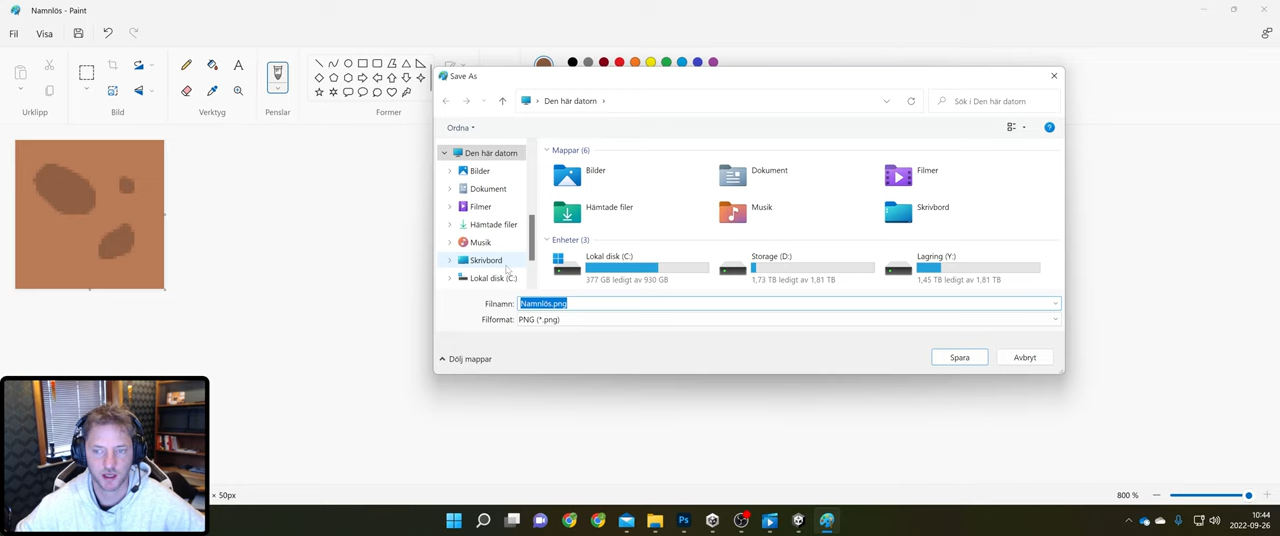 Namnlös - Paint
Fil
Visa
Urklipp
Bild
Verktyg
Penslar
Former
Save As
Den här datorn
Sök i Den här datorn
Ordna
Den här datorn
Bilder
Dokument
Filmer
Hämtade filer
Musik
Skrivbord
Lokal disk (C:)
Mappar (6)
Bilder
Dokument
Filmer
Hämtade filer
Musik
Skrivbord
Enheter (3)
Lokal disk (C:)
377 GB ledigt av 930 GB
Storage (D:)
1,73 TB ledigt av 1,81 TB
Lagring (Y:)
1,45 TB ledigt av 1,81 TB
Filnamn: Namnlös.png
Filformat: PNG (*.png)
Dölj mappar
Spara
Avbryt
× 50px
800 %
10:44
2022-09-26